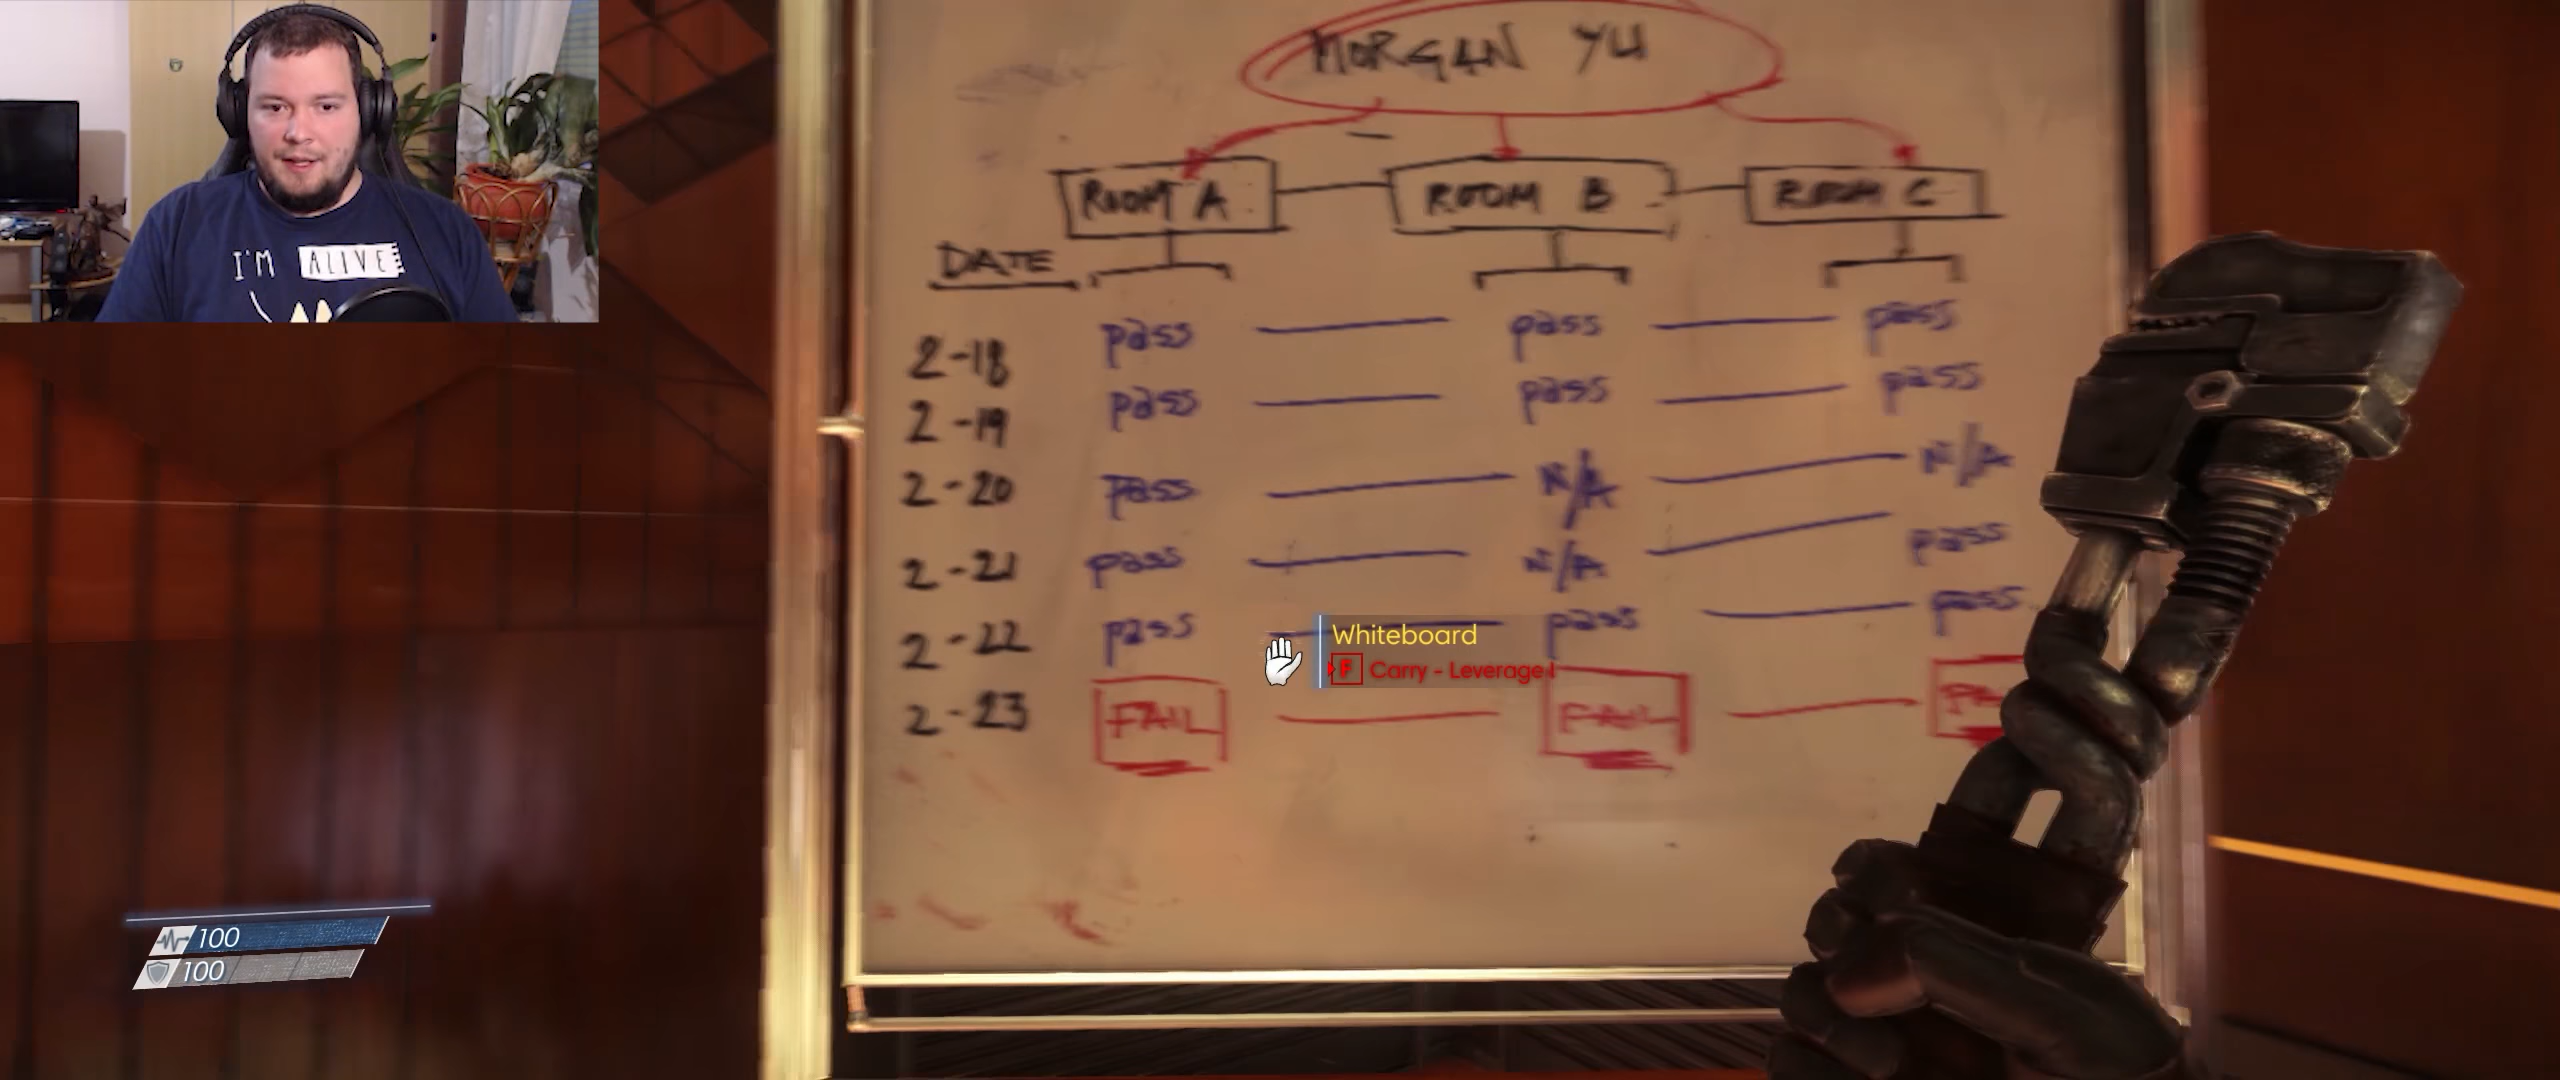 I'M ALIVE
MORGAN YU
ROOM A ROOM B ROOM C
DATE
2-18 pass pass pass
2-19 pass pass pass
2-20 pass N/A N/A
2-21 pass N/A pass
2-22 pass pass pass
Whiteboard
F Carry - Leverage I
2-23 FAIL FAIL
100
100